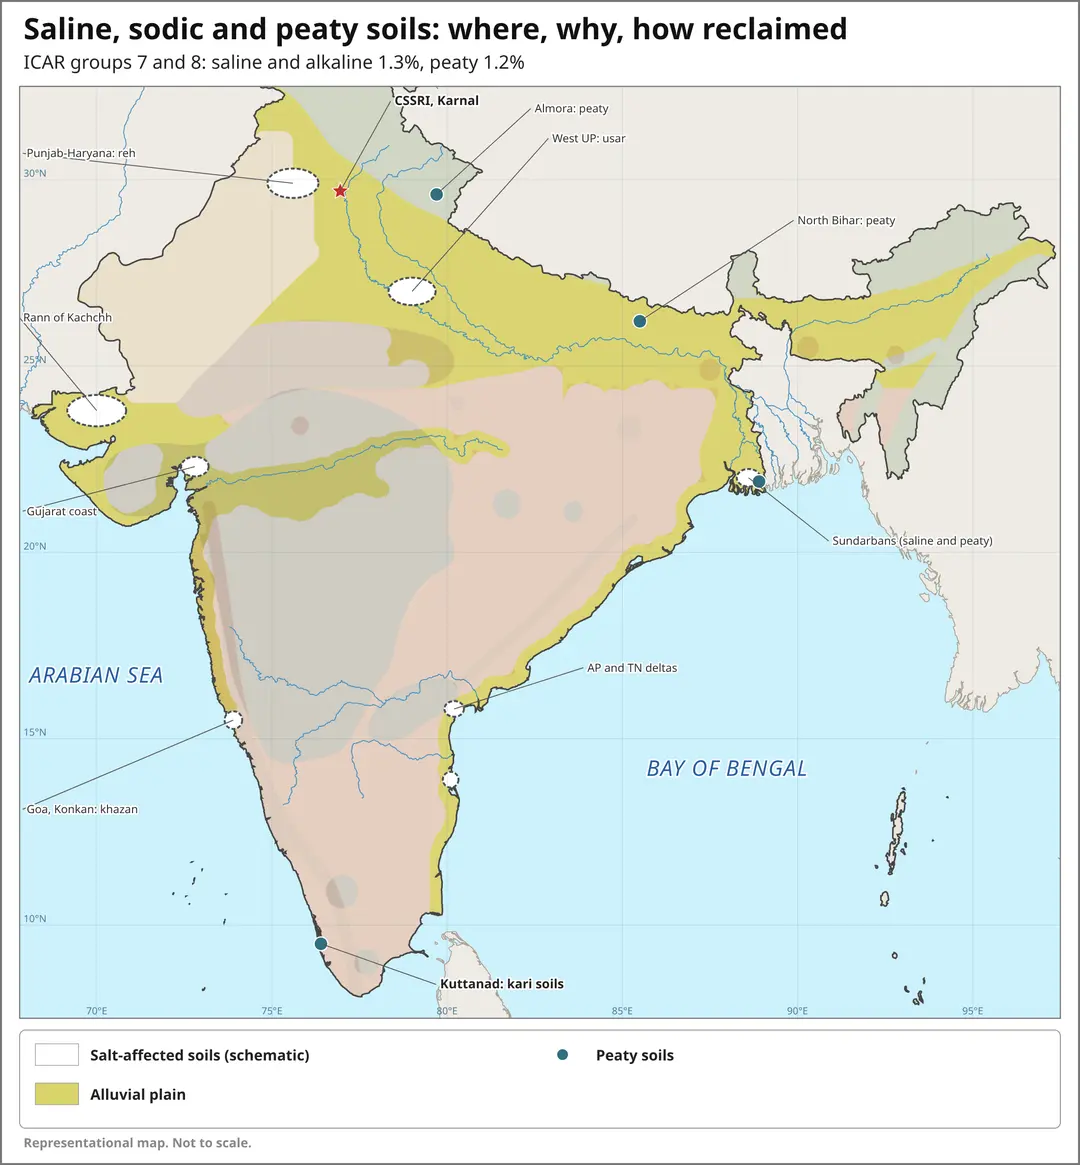 Saline, sodic and peaty soils: where, why, how reclaimed
ICAR groups 7 and 8: saline and alkaline 1.3%, peaty 1.2%
CSSRI, Karnal
Almora: peaty
West UP: usar
Punjab-Haryana: reh
30°N
North Bihar: peaty
Rann of Kachchh
25°N
Gujarat coast
Sundarbans (saline and peaty)
20°N
AP and TN deltas
ARABIAN SEA
15°N
BAY OF BENGAL
Goa, Konkan: khazan
10°N
Kuttanad: kari soils
70°E 75°E 80°E 85°E 90°E 95°E
Salt-affected soils (schematic)
Peaty soils
Alluvial plain
Representational map. Not to scale.